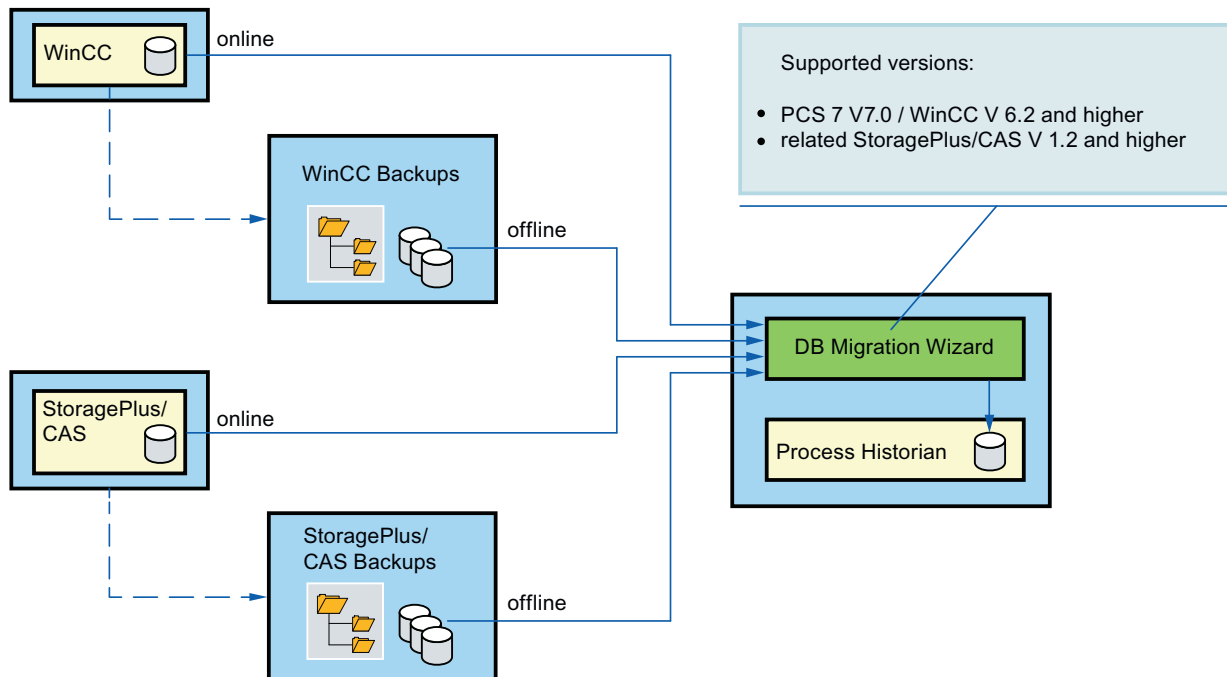 WinCC
online
Supported versions:
• PCS 7 V7.0 / WinCC V 6.2 and higher
• related StoragePlus/CAS V 1.2 and higher
WinCC Backups
offline
DB Migration Wizard
StoragePlus/
CAS
online
Process Historian
StoragePlus/
CAS Backups
offline